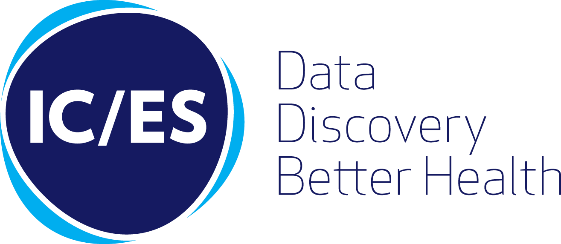 IC/ES
Data
Discovery
Better Health